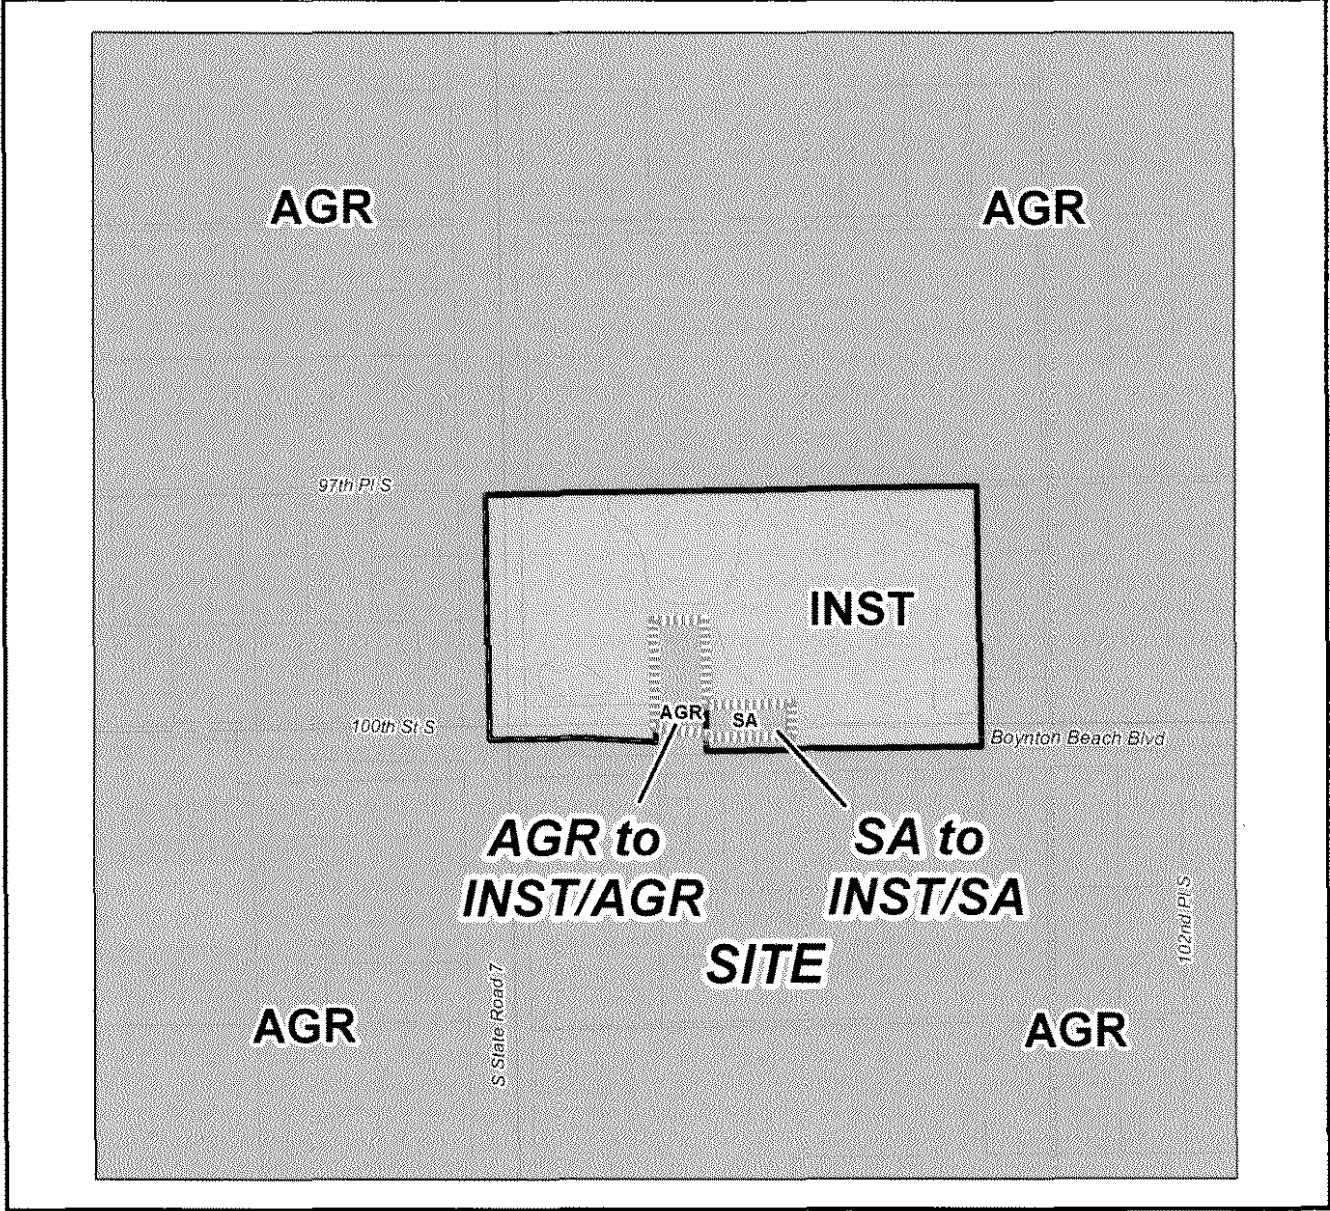 AGR
AGR
97th Pl S
INST
AGR
SA
100th St S
Boynton Beach Blvd
AGR to
INST/AGR
SA to
INST/SA
SITE
102nd Pl S
S State Road 7
AGR
AGR